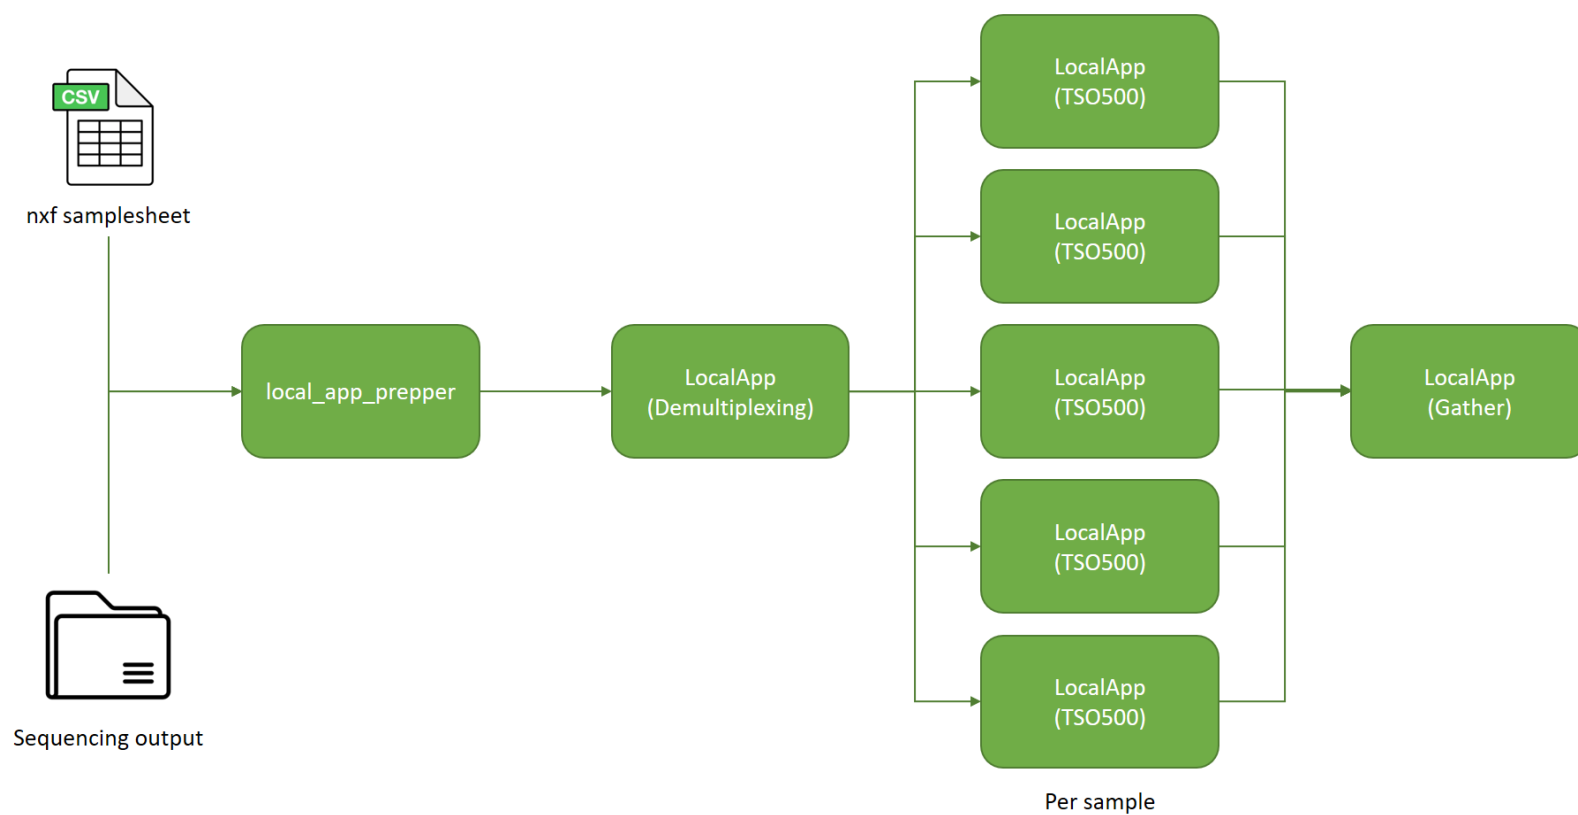 CSV
nxf samplesheet
Sequencing output
local_app_prepper
LocalApp
(Demultiplexing)
LocalApp
(TSO500)
LocalApp
(TSO500)
LocalApp
(TSO500)
LocalApp
(TSO500)
LocalApp
(TSO500)
Per sample
LocalApp
(Gather)